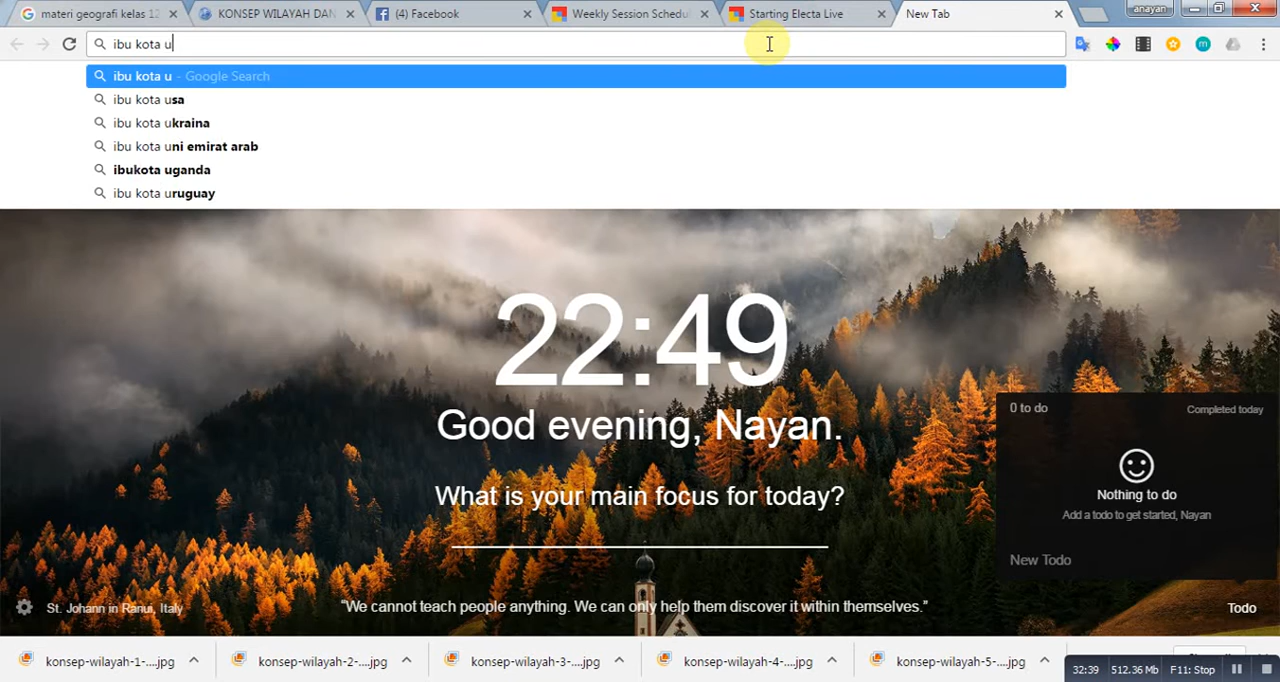 materi geografi kelas 12
KONSEP WILAYAH DAN
(4) Facebook
Weekly Session Schedu
Starting Electa Live
New Tab
anayan
ibu kota u
ibu kota u - Google Search
ibu kota usa
ibu kota ukraina
ibu kota uni emirat arab
ibukota uganda
ibu kota uruguay
22:49
Good evening, Nayan.
What is your main focus for today?
0 to do
Completed today
Nothing to do
Add a todo to get started, Nayan
New Todo
St. Johann in Ranui, Italy
“We cannot teach people anything. We can only help them discover it within themselves.”
Todo
konsep-wilayah-1-....jpg
konsep-wilayah-2-....jpg
konsep-wilayah-3-....jpg
konsep-wilayah-4-....jpg
konsep-wilayah-5-....jpg
32:39
512.36 Mb
F11: Stop